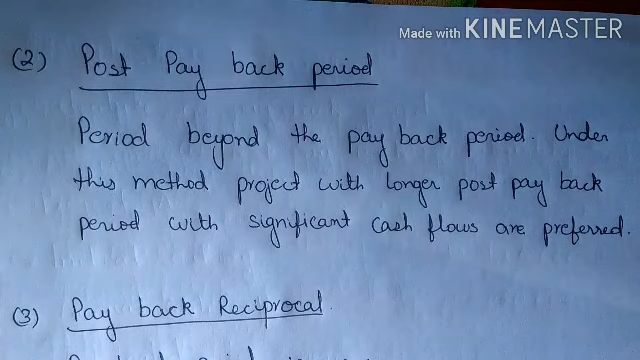 Made with KINEMASTER
(2) Post Pay back period
Period beyond the pay back period. Under
this method project with longer post pay back
period with significant cash flows are preferred.
(3) Pay back Reciprocal.